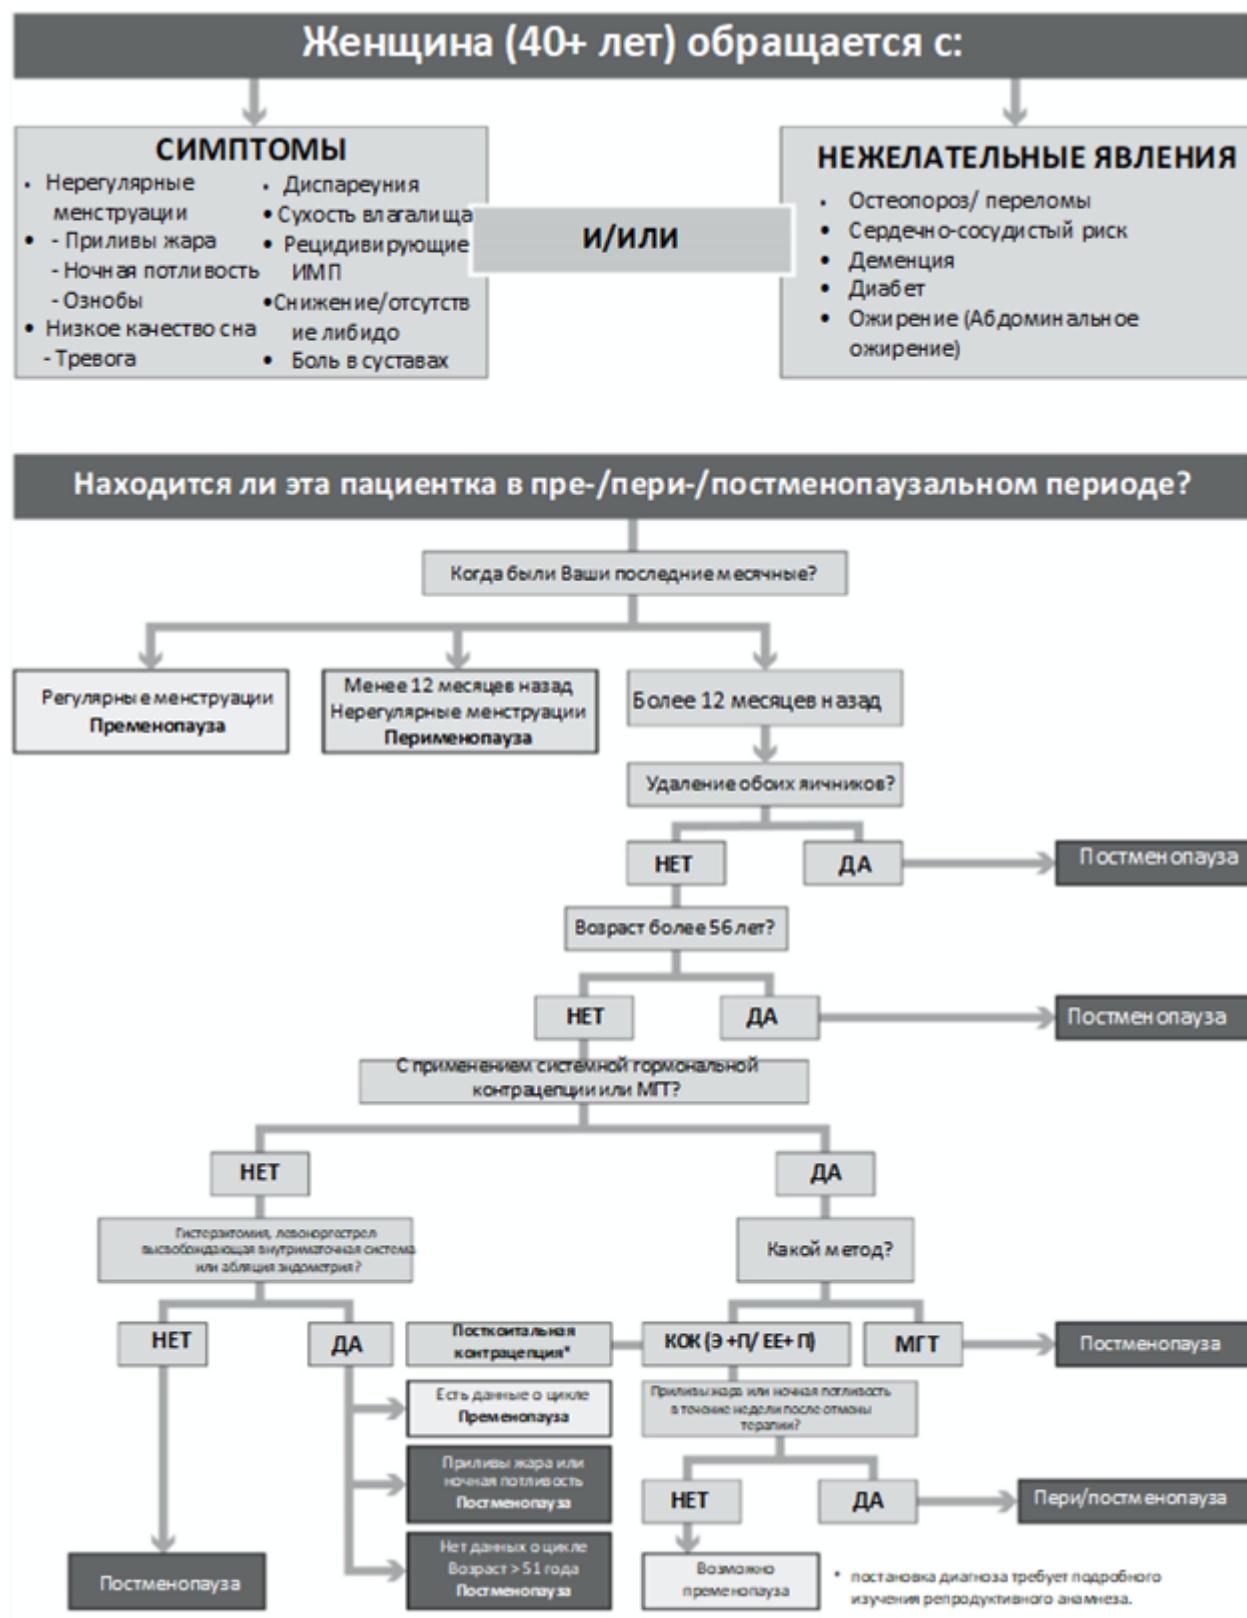 Женщина (40+ лет) обращается с:
СИМПТОМЫ
• Нерегулярные
менструации
• - Приливы жара
- Ночная потливость
- Ознобы
• Низкое качество сна
- Тревога
• Диспареуния
• Сухость влагалища
• Рецидивирующие
ИМП
• Снижение/отсутств
ие либидо
• Боль в суставах
И/ИЛИ
НЕЖЕЛАТЕЛЬНЫЕ ЯВЛЕНИЯ
• Остеопороз/ переломы
• Сердечно-сосудистый риск
• Деменция
• Диабет
• Ожирение (Абдоминальное
ожирение)
Находится ли эта пациентка в пре-/пери-/постменопаузальном периоде?
Когда были Ваши последние месячные?
Регулярные менструации
Пременопауза
Менее 12 месяцев назад
Нерегулярные менструации
Перименопауза
Более 12 месяцев назад
Удаление обоих яичников?
НЕТ
ДА
Постменопауза
Возраст более 56 лет?
НЕТ
ДА
Постменопауза
С применением системной гормональной
контрацепции или МГТ?
НЕТ
ДА
Гистерэктомия, левоноргестрел
высвобождающая внутриматочная система
или абляция эндометрия?
Какой метод?
НЕТ
ДА
Посткоитальная
контрацепция*
КОК (Э +П/ ЕЕ+ П)
МГТ
Постменопауза
Есть данные о цикле
Пременопауза
Приливы жара или ночная потливость
в течение недели после отмены
терапии?
Приливы жара или
ночная потливость
Постменопауза
НЕТ
ДА
Пери/постменопауза
Нет данных о цикле
Возраст > 51 года
Постменопауза
Постменопауза
Возможно
пременопауза
* постановка диагноза требует подробного
изучения репродуктивного анамнеза.